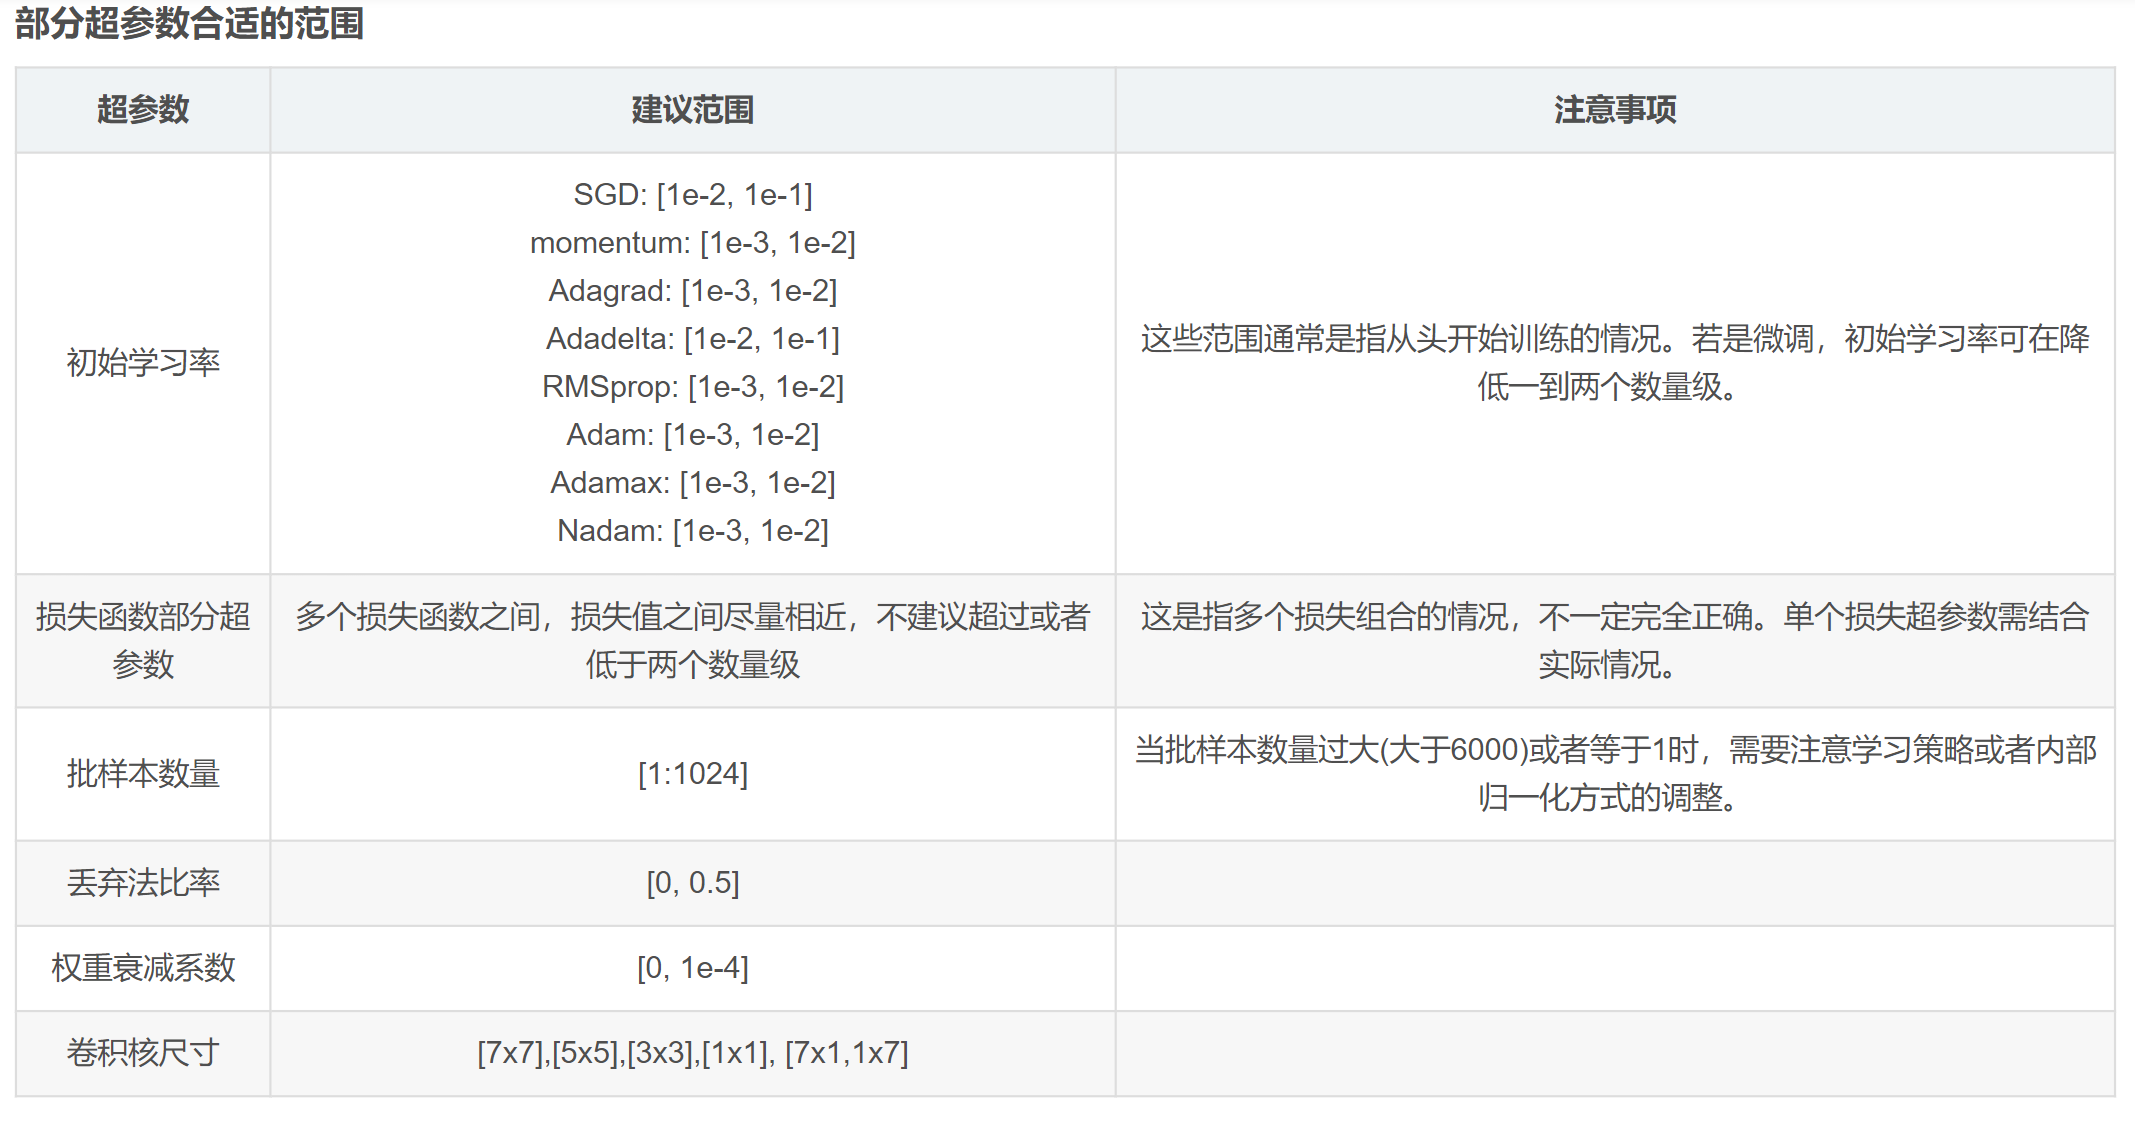 部分超参数合适的范围
超参数
建议范围
注意事项
初始学习率
SGD: [1e-2, 1e-1]
momentum: [1e-3, 1e-2]
Adagrad: [1e-3, 1e-2]
Adadelta: [1e-2, 1e-1]
RMSprop: [1e-3, 1e-2]
Adam: [1e-3, 1e-2]
Adamax: [1e-3, 1e-2]
Nadam: [1e-3, 1e-2]
这些范围通常是指从头开始训练的情况。若是微调，初始学习率可在降
低一到两个数量级。
损失函数部分超
参数
多个损失函数之间，损失值之间尽量相近，不建议超过或者
低于两个数量级
这是指多个损失组合的情况，不一定完全正确。单个损失超参数需结合
实际情况。
批样本数量
[1:1024]
当批样本数量过大(大于6000)或者等于1时，需要注意学习策略或者内部
归一化方式的调整。
丢弃法比率
[0, 0.5]
权重衰减系数
[0, 1e-4]
卷积核尺寸
[7x7],[5x5],[3x3],[1x1], [7x1,1x7]